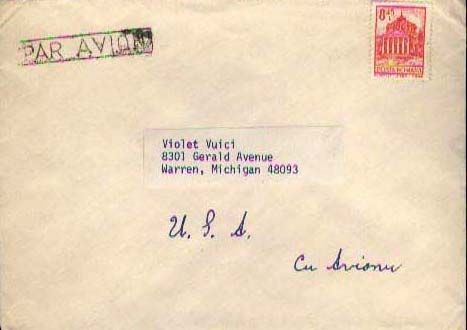 PAR AVION
Violet Vuici
8301 Gerald Avenue
Warren, Michigan 48093
U. S. A.
Cu Avionu